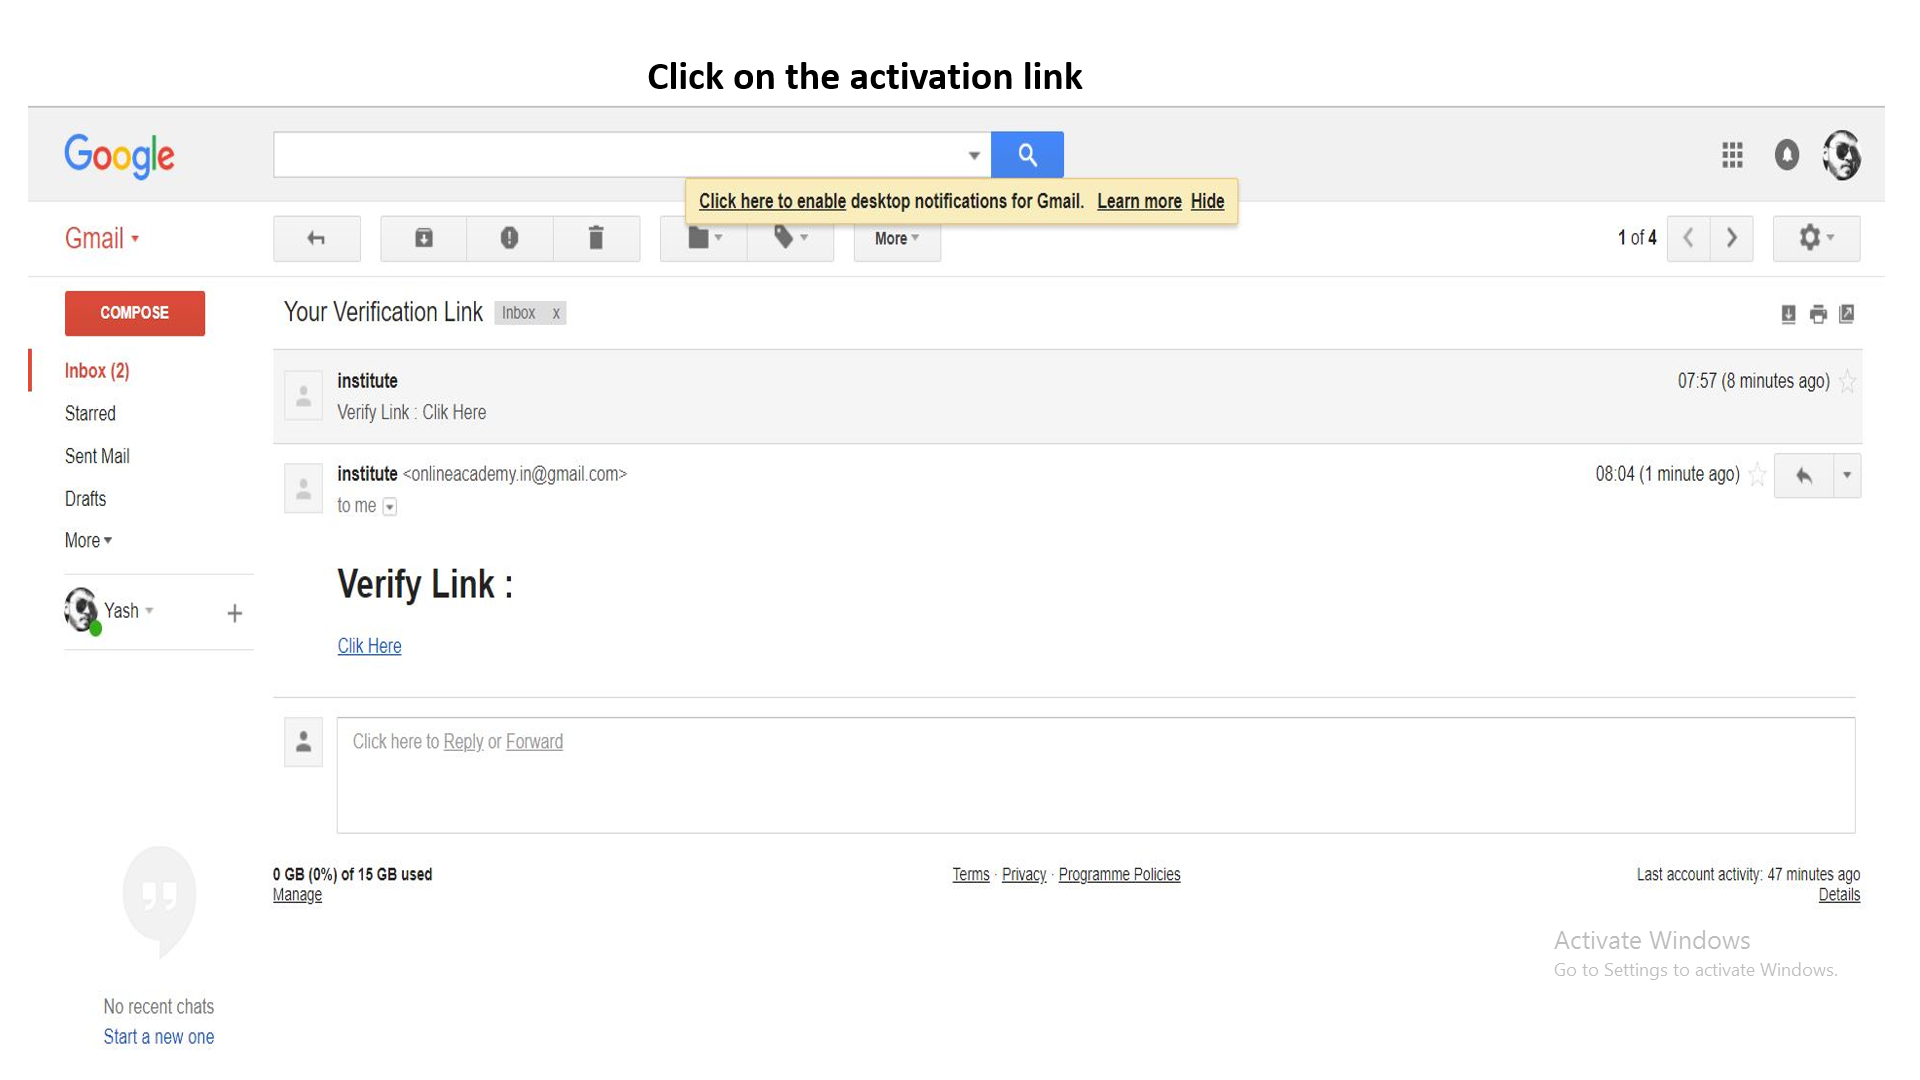 Click on the activation link
Google
Click here to enable desktop notifications for Gmail. Learn more Hide
Gmail
More
1 of 4
COMPOSE
Your Verification Link Inbox x
Inbox (2)
institute
07:57 (8 minutes ago)
Verify Link : Clik Here
Starred
Sent Mail
institute <onlineacademy.in@gmail.com>
08:04 (1 minute ago)
to me
Drafts
More
Verify Link :
Yash
Clik Here
Click here to Reply or Forward
0 GB (0%) of 15 GB used
Manage
Terms · Privacy · Programme Policies
Last account activity: 47 minutes ago
Details
Activate Windows
Go to Settings to activate Windows.
No recent chats
Start a new one